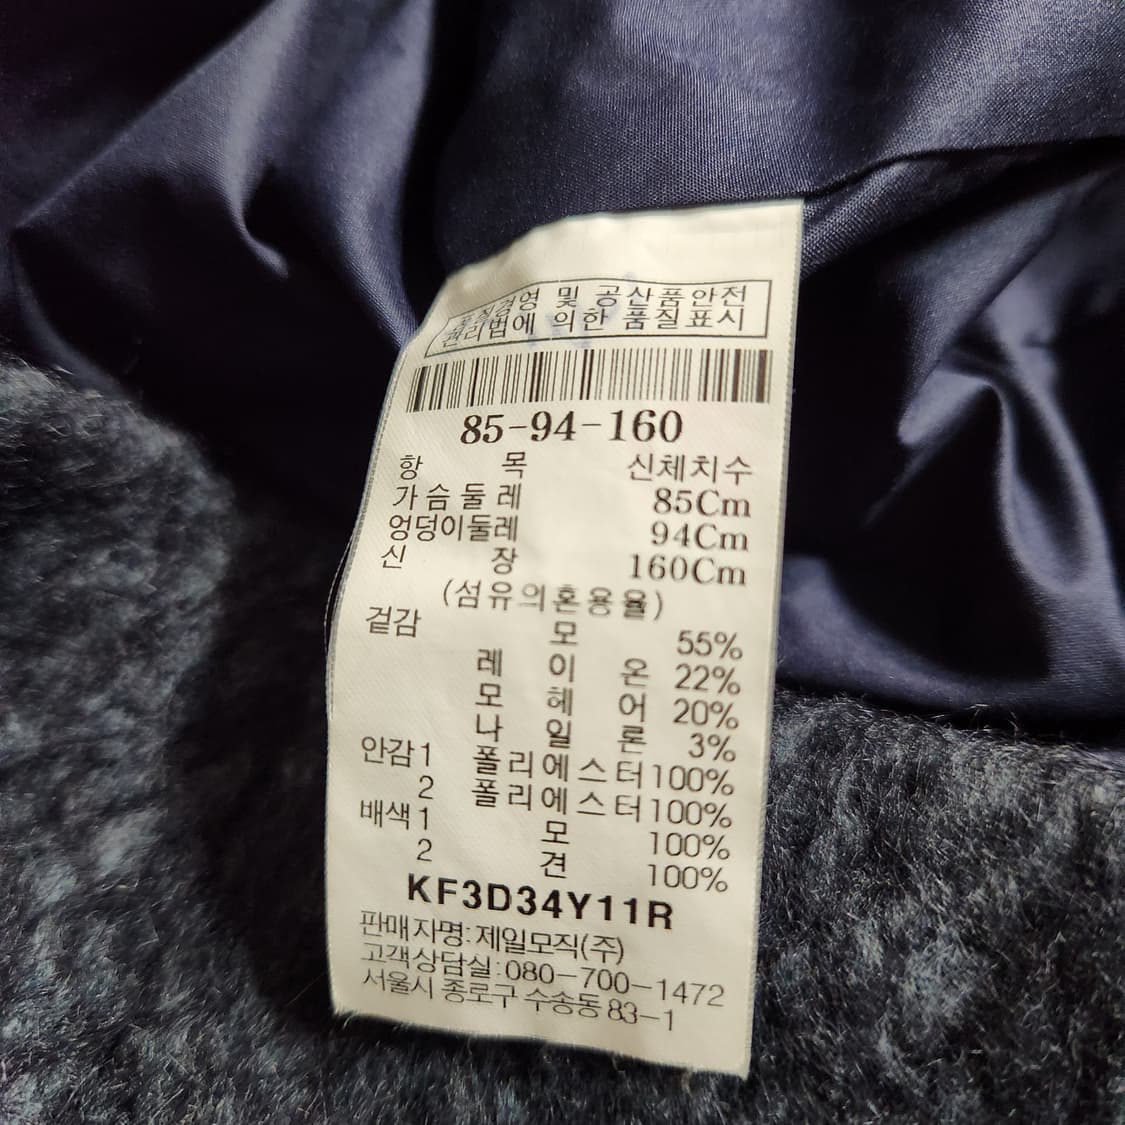 품질경영 및 공산품안전
관리법에 의한 품질표시
85-94-160
항 목 신체치수
가슴둘레 85Cm
엉덩이둘레 94Cm
신 장 160Cm
(섬유의혼용율)
겉감 모 55%
레 이 온 22%
모 헤 어 20%
나 일 론 3%
안감1 폴리에스터 100%
2 폴리에스터 100%
배색1 모 100%
2 견 100%
KF3D34Y11R
판매자명:제일모직(주)
고객상담실:080-700-1472
서울시 종로구 수송동 83-1